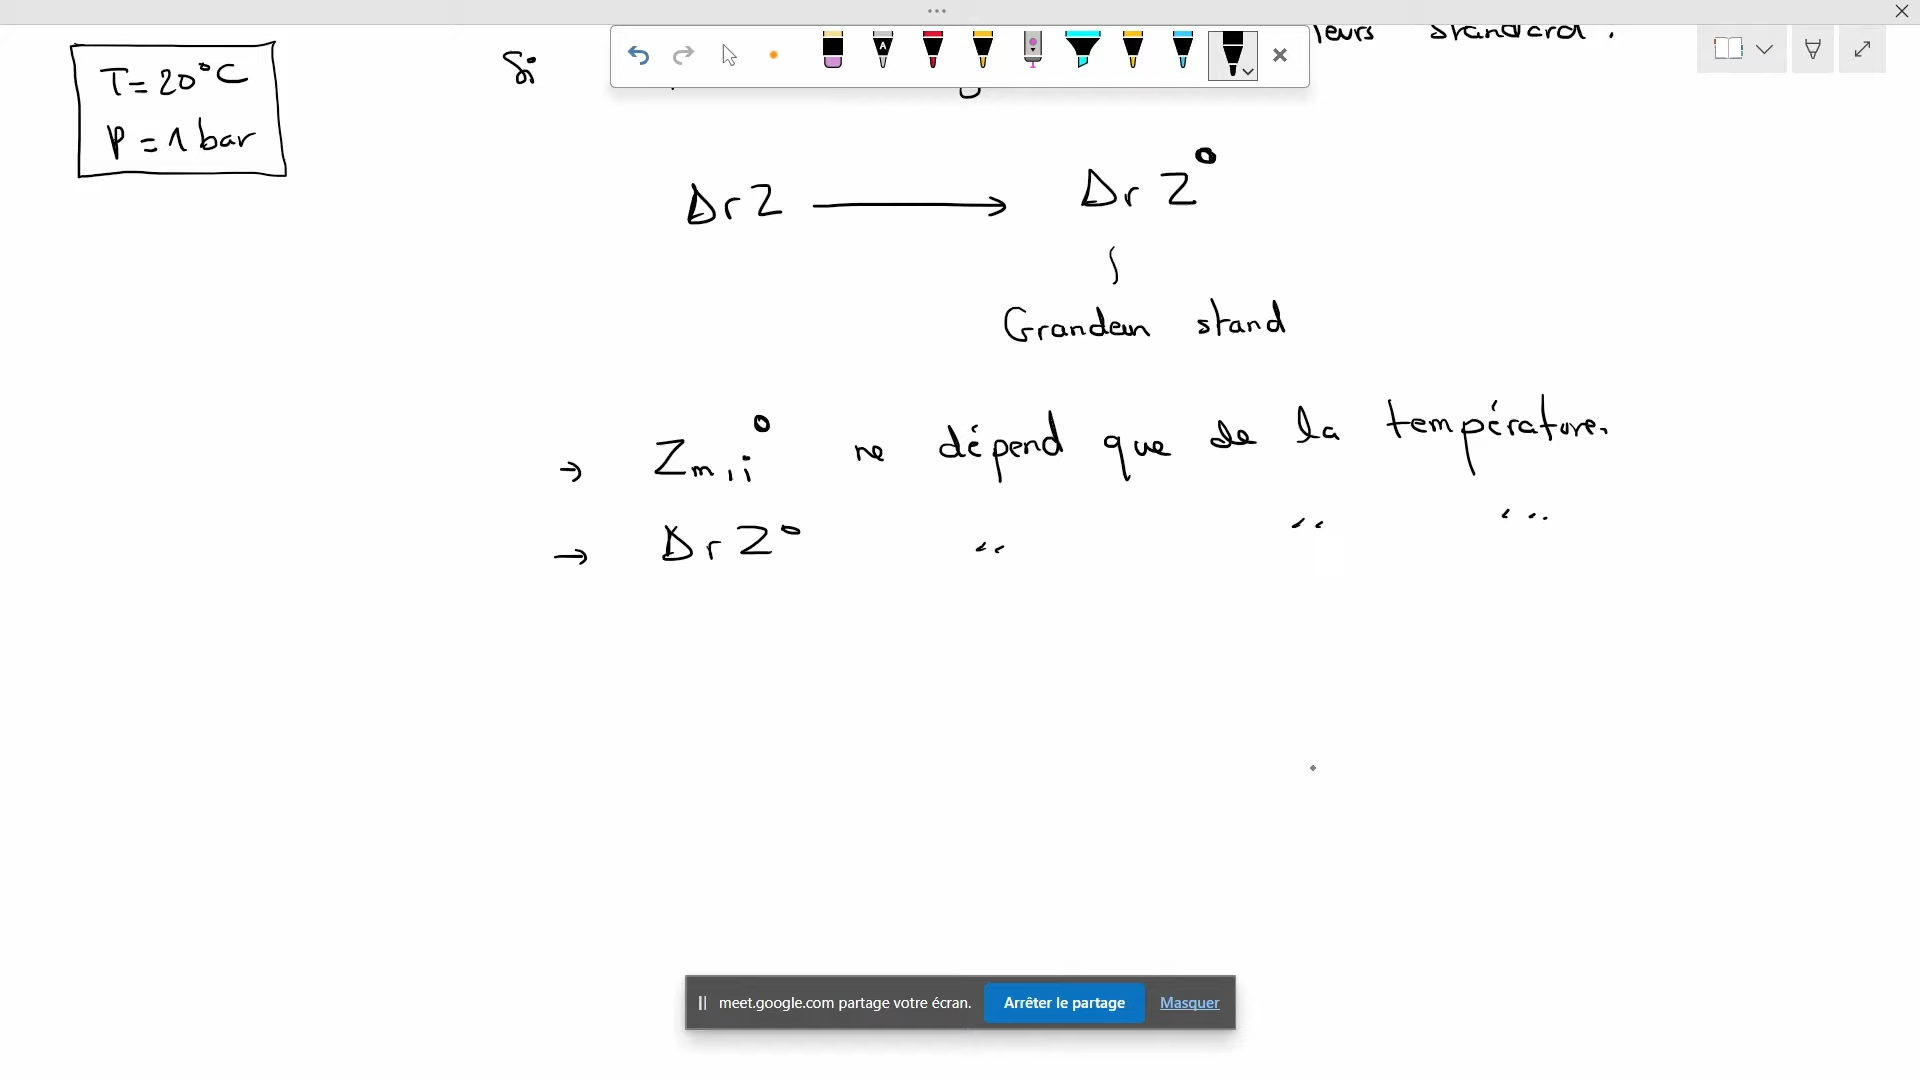 T = 20°C
P = 1 bar
Si
leurs standard.
ΔrZ ⟶ ΔrZ°
Grandeur stand
→ Zm,i° ne dépend que de la température.
→ ΔrZ° " " "
meet.google.com partage votre écran. Arrêter le partage Masquer